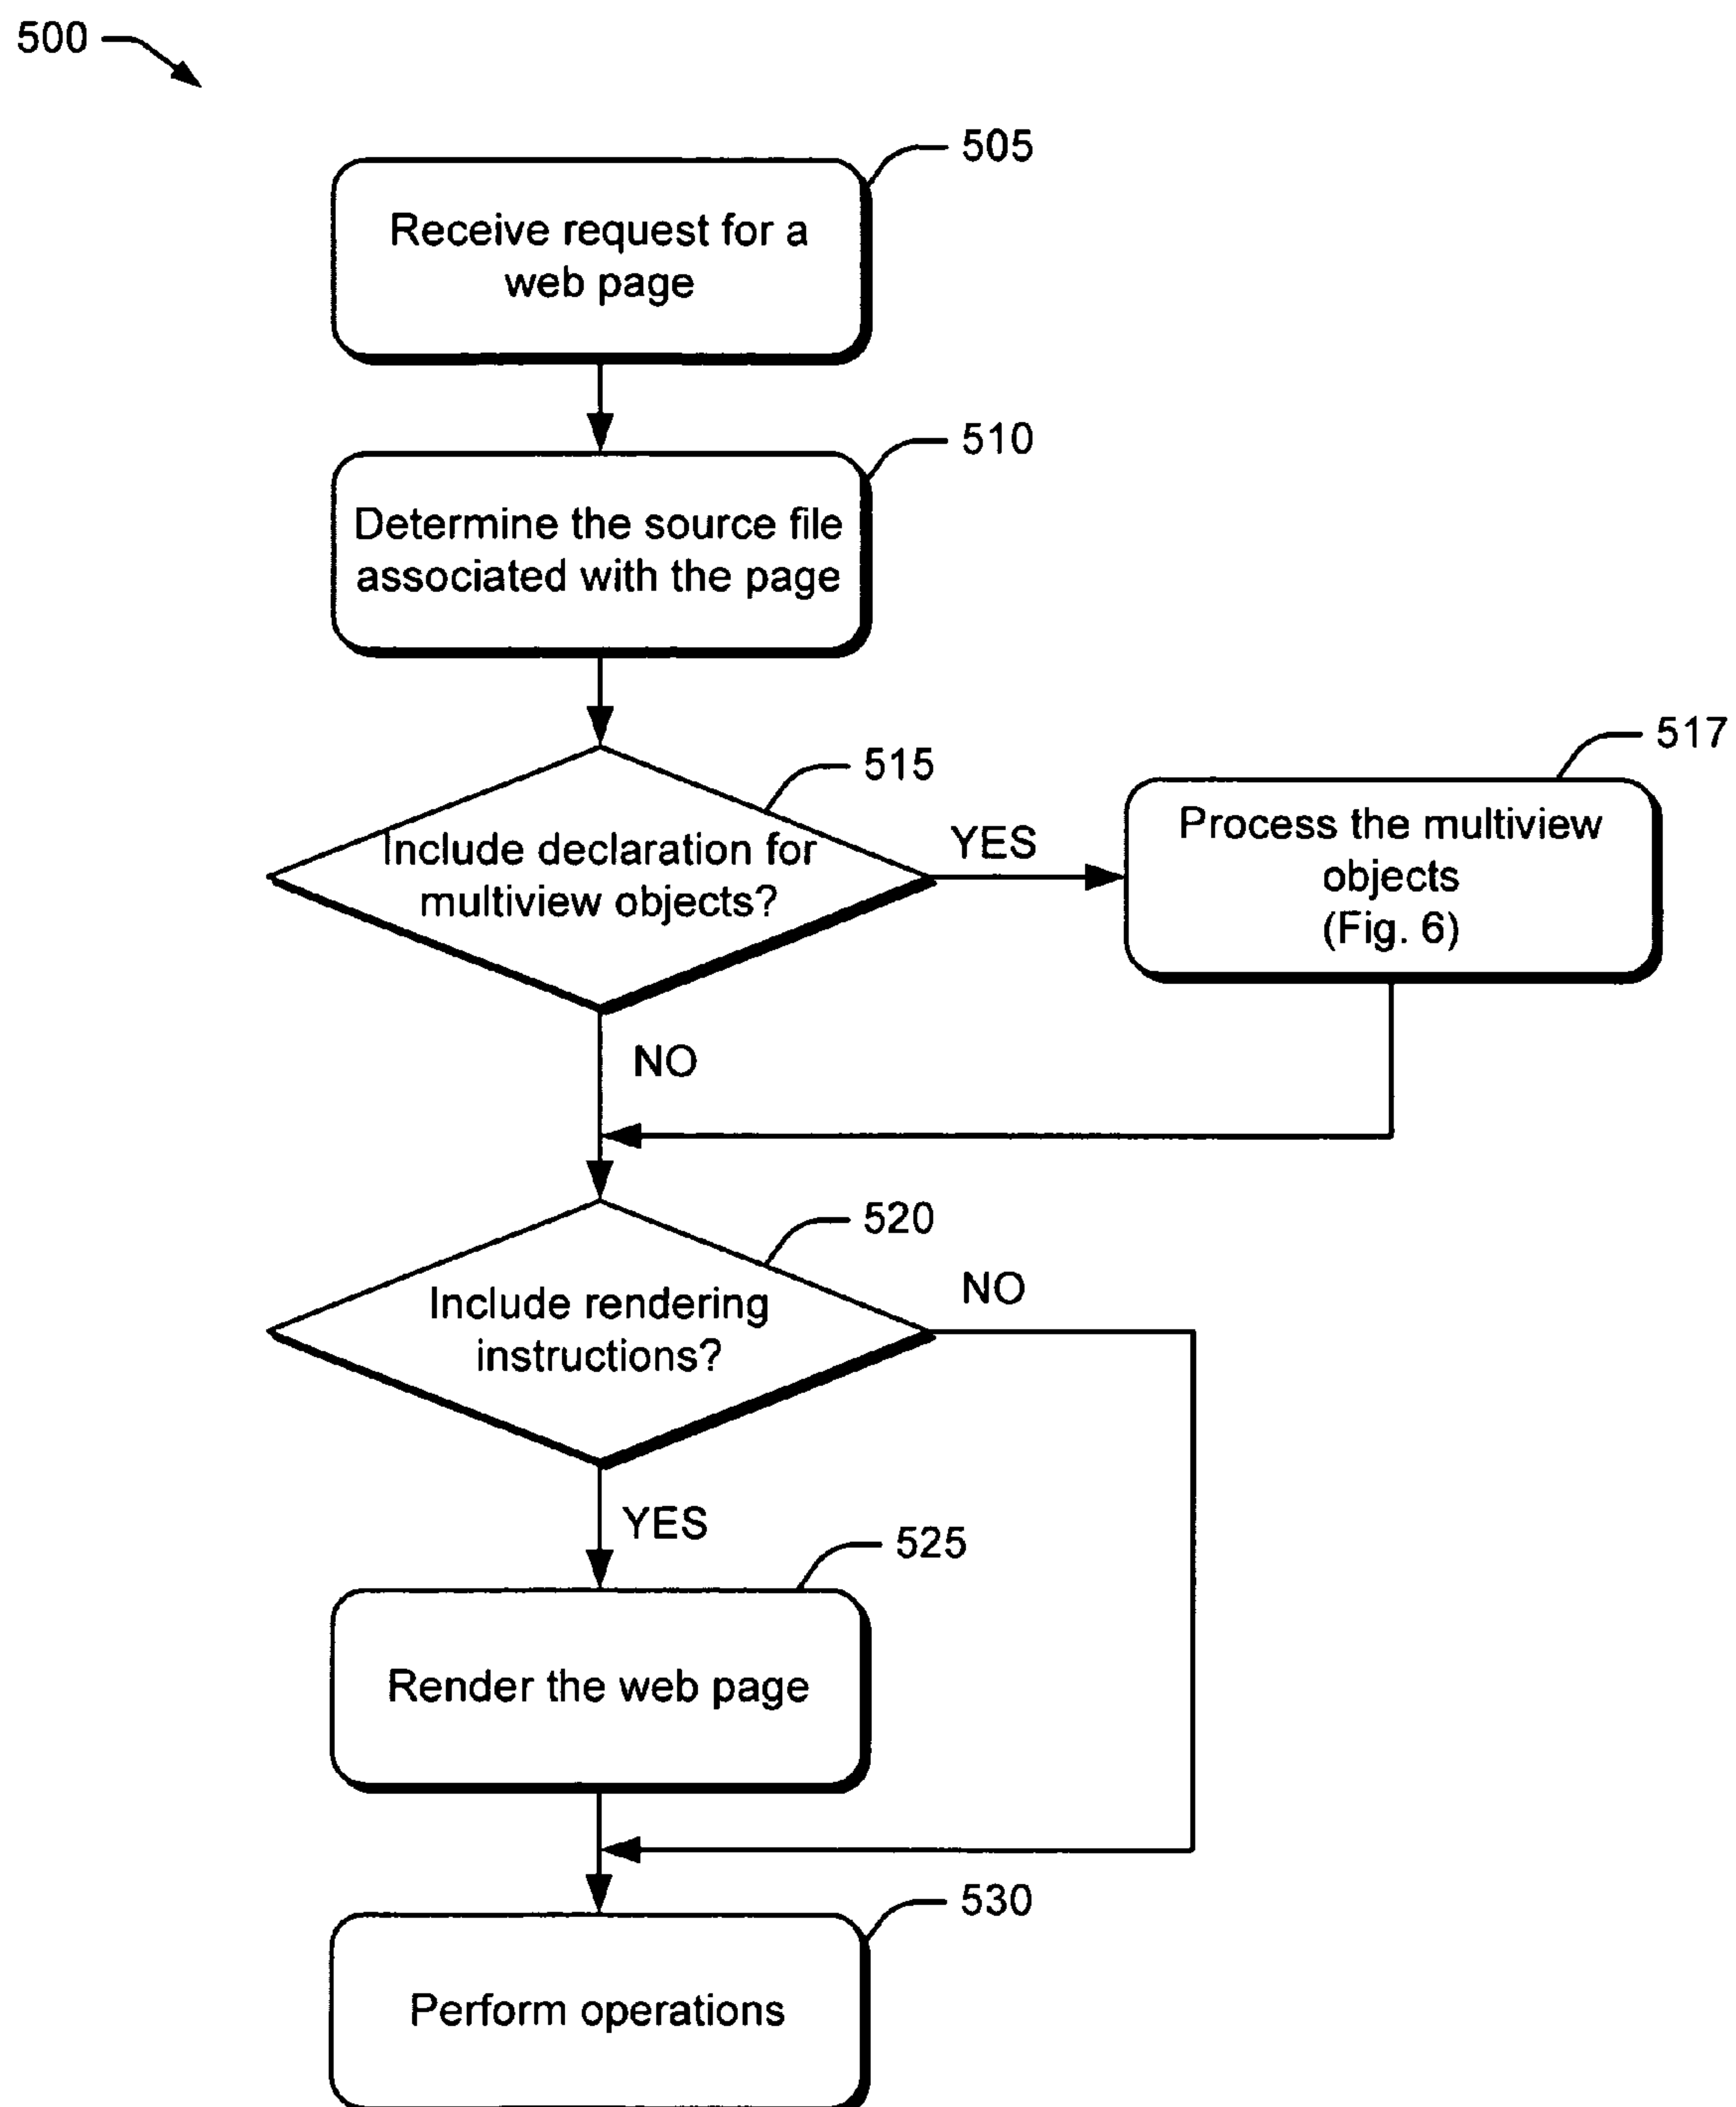 500
505
Receive request for a
web page
510
Determine the source file
associated with the page
515
Include declaration for
multiview objects?
YES
517
Process the multiview
objects
(Fig. 6)
NO
520
Include rendering
instructions?
NO
YES
525
Render the web page
530
Perform operations